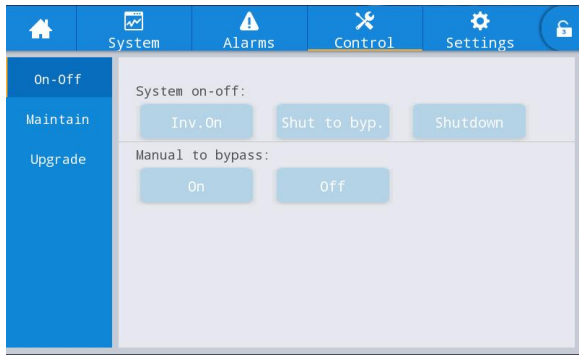 System Alarms Control Settings
On-Off
System on-off:
Maintain
Inv.On Shut to byp. Shutdown
Upgrade
Manual to bypass:
On Off